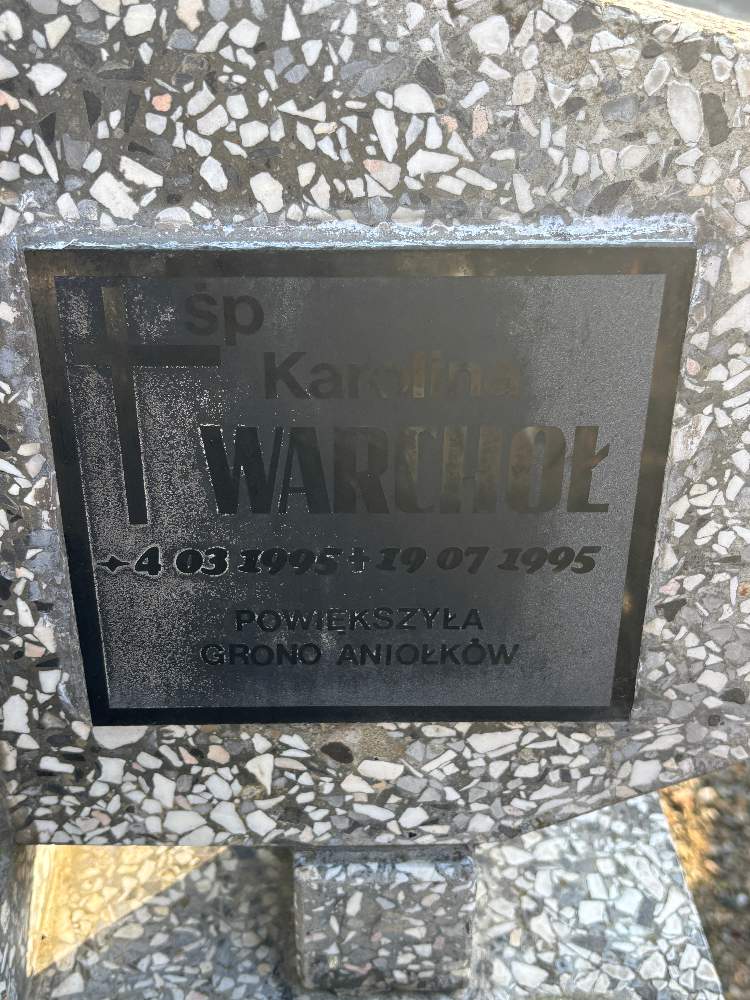 śp
Karolina
WARCHOŁ
✦4 03 1995 †19 07 1995
POWIĘKSZYŁA
GRONO ANIOŁKÓW